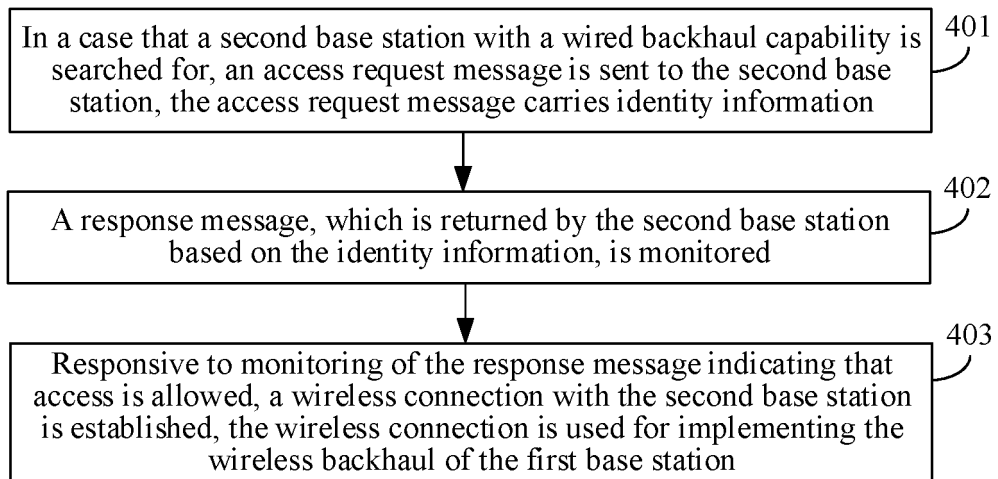 In a case that a second base station with a wired backhaul capability is
searched for, an access request message is sent to the second base
station, the access request message carries identity information
401
A response message, which is returned by the second base station
based on the identity information, is monitored
402
Responsive to monitoring of the response message indicating that
access is allowed, a wireless connection with the second base station
is established, the wireless connection is used for implementing the
wireless backhaul of the first base station
403